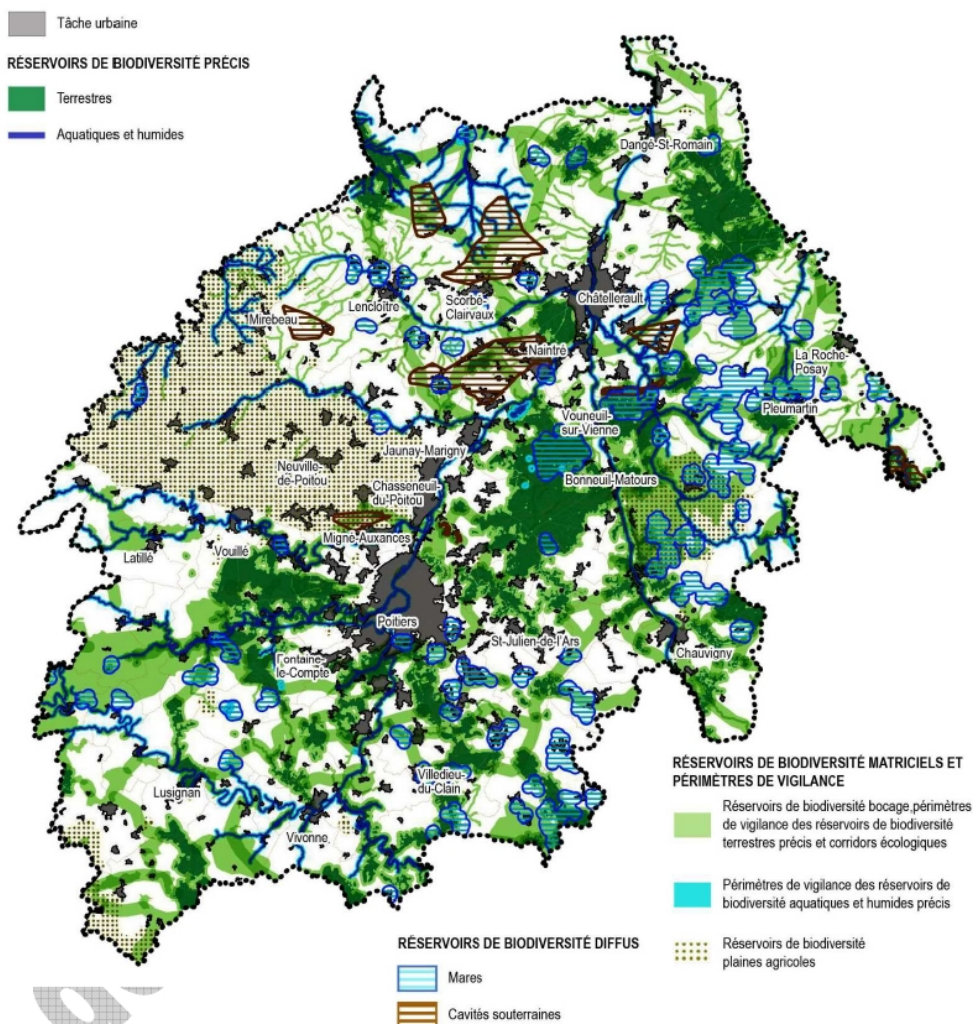 Tâche urbaine
RÉSERVOIRS DE BIODIVERSITÉ PRÉCIS
Terrestres
Aquatiques et humides
Dangé-St-Romain
Châtellerault
Lencloître
Scorbé-
Clairvaux
Mirebeau
Naintré
La Roche-
Posay
Pleumartin
Vouneuil-
sur-Vienne
Jaunay-Marigny
Neuville-
de-Poitou
Chasseneuil-
du-Poitou
Bonneuil-Matours
Migné-Auxances
Latillé
Vouillé
Poitiers
St-Julien-de-l'Ars
Chauvigny
Fontaine-
le-Compte
Lusignan
Villedieu-
du-Clain
Vivonne
RÉSERVOIRS DE BIODIVERSITÉ MATRICIELS ET
PÉRIMÈTRES DE VIGILANCE
Réservoirs de biodiversité bocage,périmètres
de vigilance des réservoirs de biodiversité
terrestres précis et corridors écologiques
Périmètres de vigilance des réservoirs de
biodiversité aquatiques et humides précis
Réservoirs de biodiversité
plaines agricoles
RÉSERVOIRS DE BIODIVERSITÉ DIFFUS
Mares
Cavités souterraines